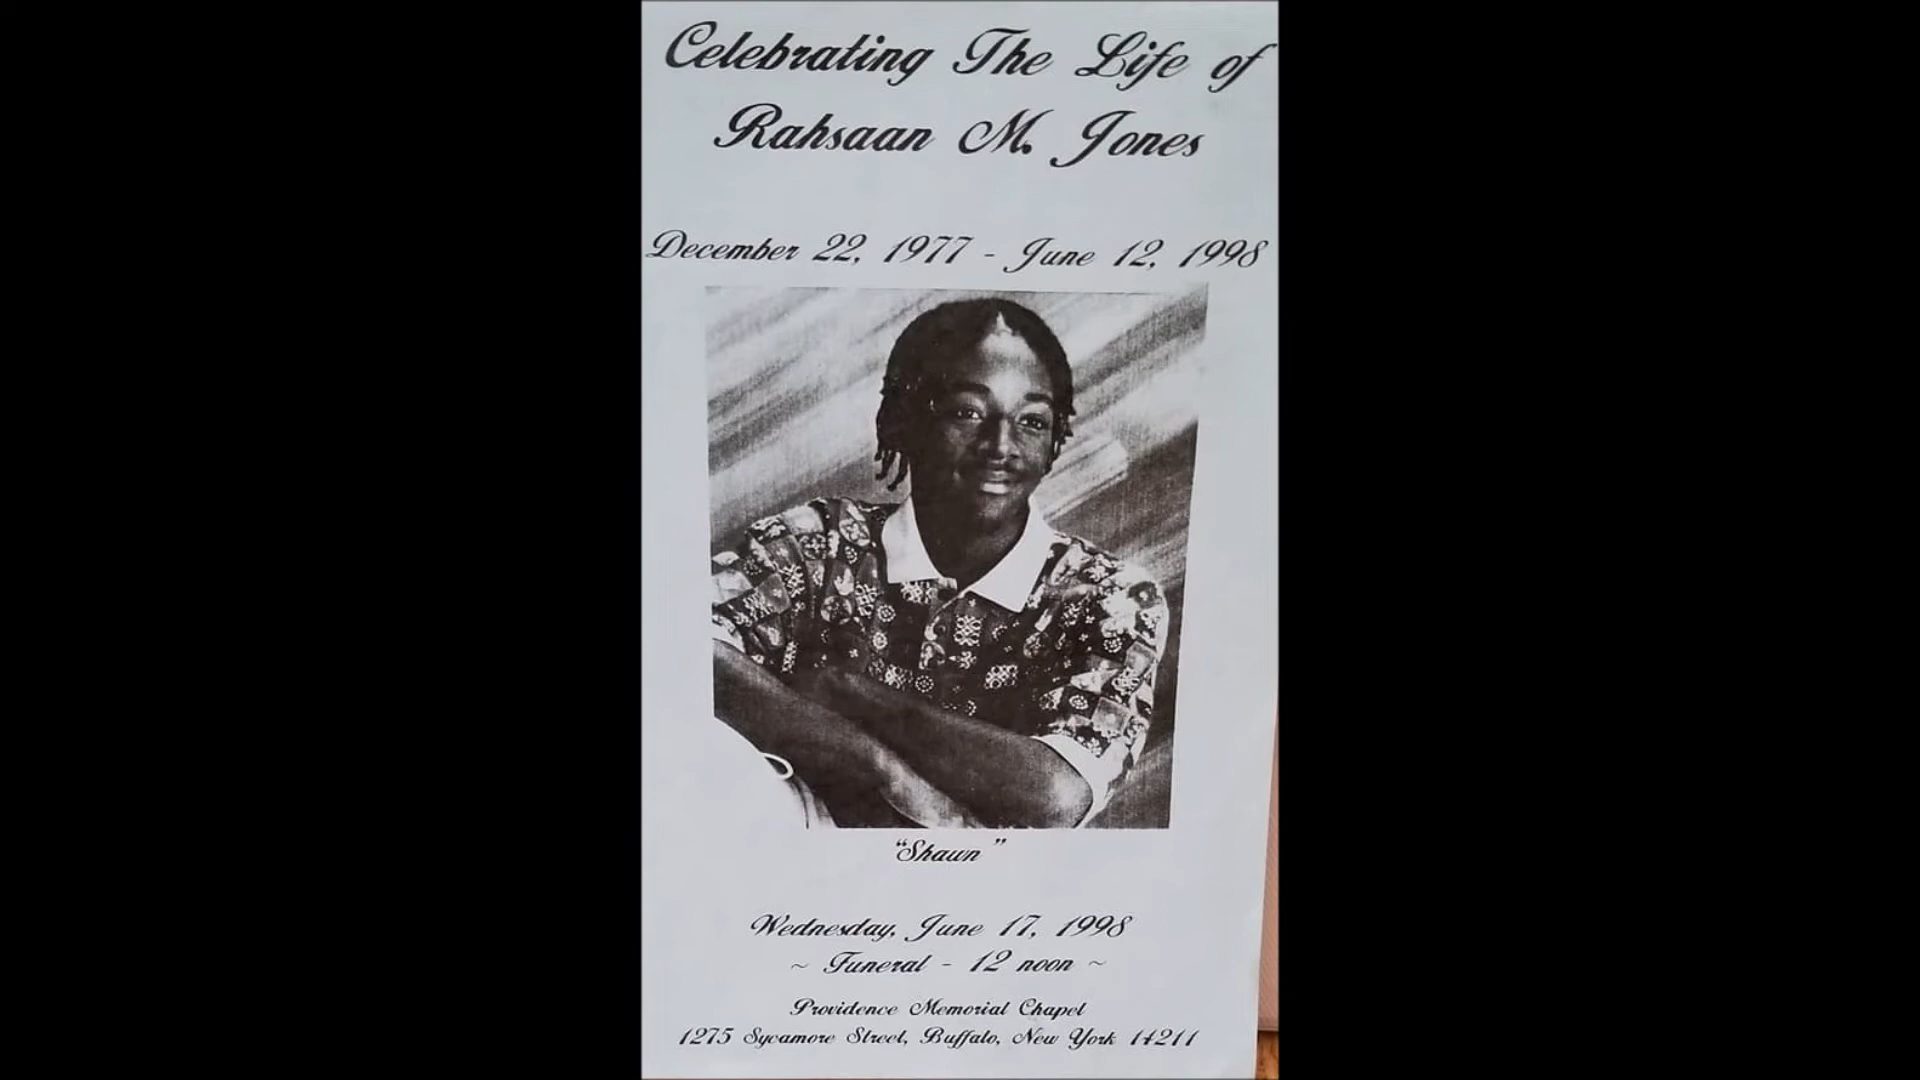 Celebrating The Life of
Rahsaan M. Jones
December 22, 1977 - June 12, 1998
“Shawn”
Wednesday, June 17, 1998
~ Funeral - 12 noon ~
Providence Memorial Chapel
1275 Sycamore Street, Buffalo, New York 14211